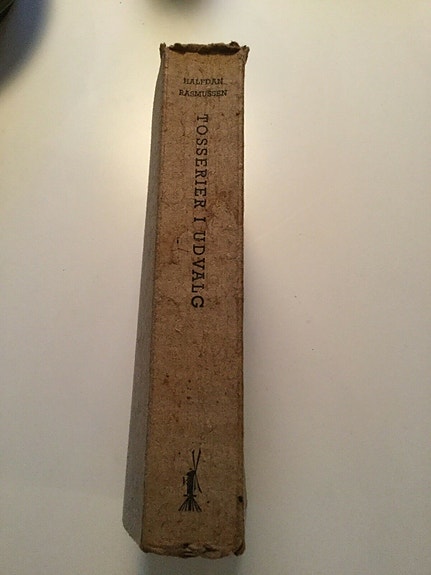 HALFDAN
RASMUSSEN
TOSSERIER I UDVALG